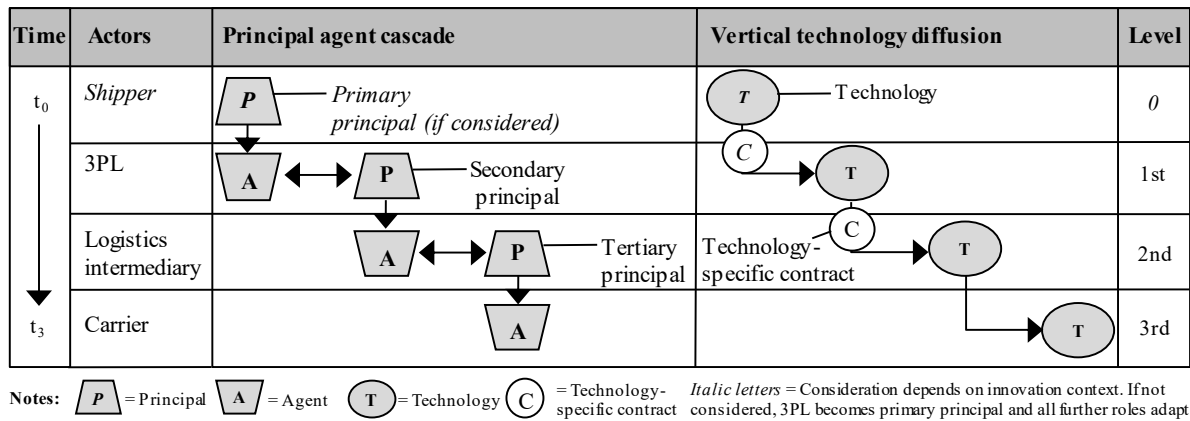 Time Actors Principal agent cascade Vertical technology diffusion Level
t0 Shipper P Primary principal (if considered) T Technology 0
C
3PL A P Secondary principal T 1st
C
Logistics intermediary A P Tertiary principal Technology-specific contract T 2nd
t3 Carrier A T 3rd
Notes: P = Principal A = Agent T = Technology C = Technology-specific contract Italic letters = Consideration depends on innovation context. If not
considered, 3PL becomes primary principal and all further roles adapt